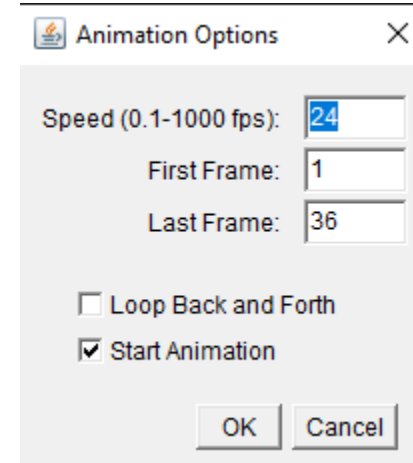 Animation Options
Speed (0.1-1000 fps): 24
First Frame: 1
Last Frame: 36
Loop Back and Forth
Start Animation
OK Cancel